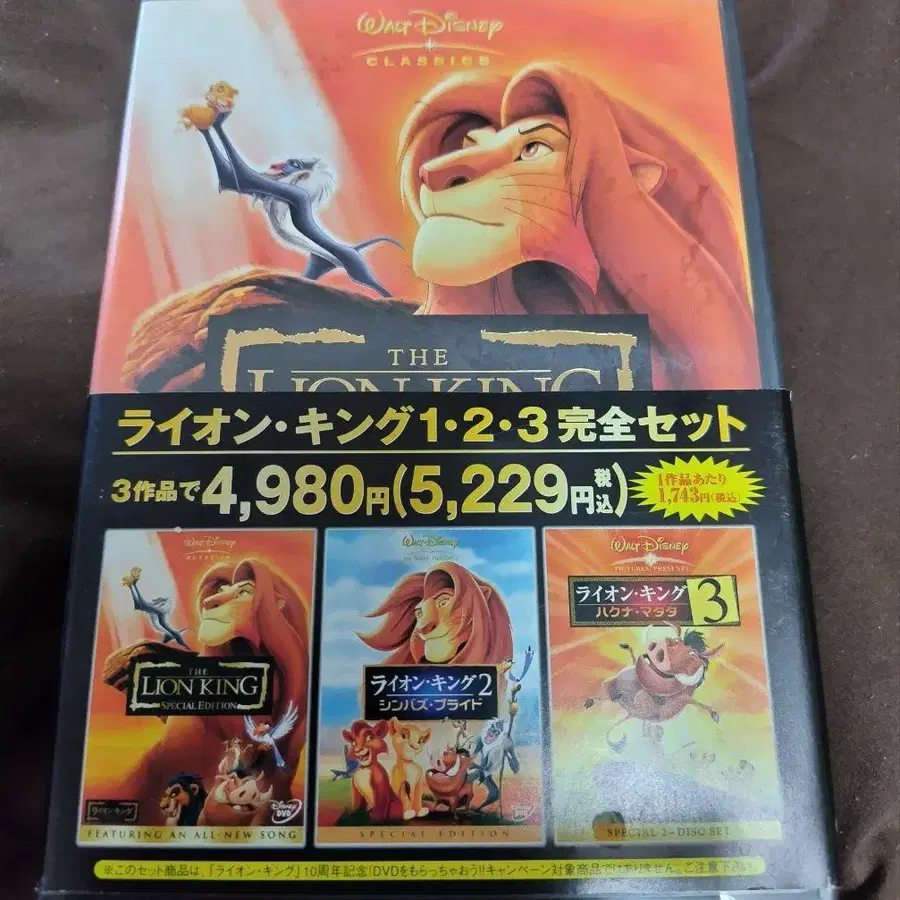 WALT DISNEY
CLASSICS
THE
LION KING
ライオン・キング1・2・3 完全セット
3作品で4,980円(5,229円税込)
1作品あたり
1,743円(税込)
WALT DISNEY
CLASSICS
THE
LION KING
SPECIAL EDITION
ライオン・キング
Disney
DVD
FEATURING AN ALL-NEW SONG
WALT DISNEY
ライオン・キング2
シンバズ・プライド
SPECIAL EDITION
WALT DISNEY
PICTURES PRESENTS
ライオン・キング
ハクナ・マタタ
3
SPECIAL 2-DISC SET
※このセット商品は、「ライオン・キング」10周年記念!DVDをもらっちゃおう!!キャンペーン対象商品ではありません。ご注意下さい